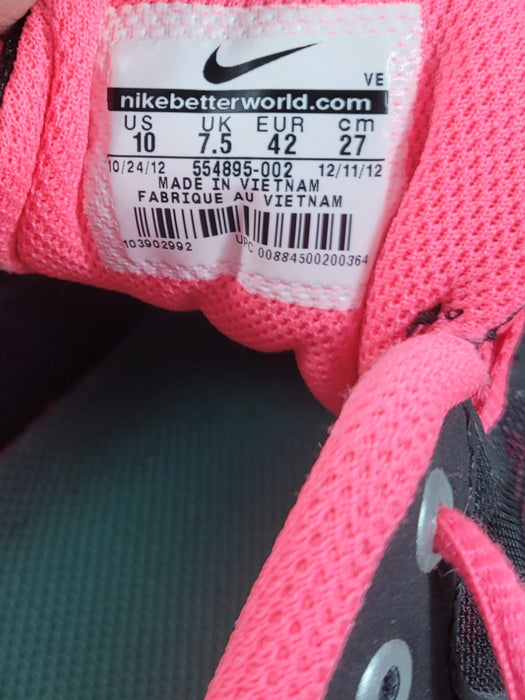 VE
nikebetterworld.com
US UK EUR cm
10 7.5 42 27
10/24/12 554895-002 12/11/12
MADE IN VIETNAM
FABRIQUE AU VIETNAM
103902992 UPC 00884500200364